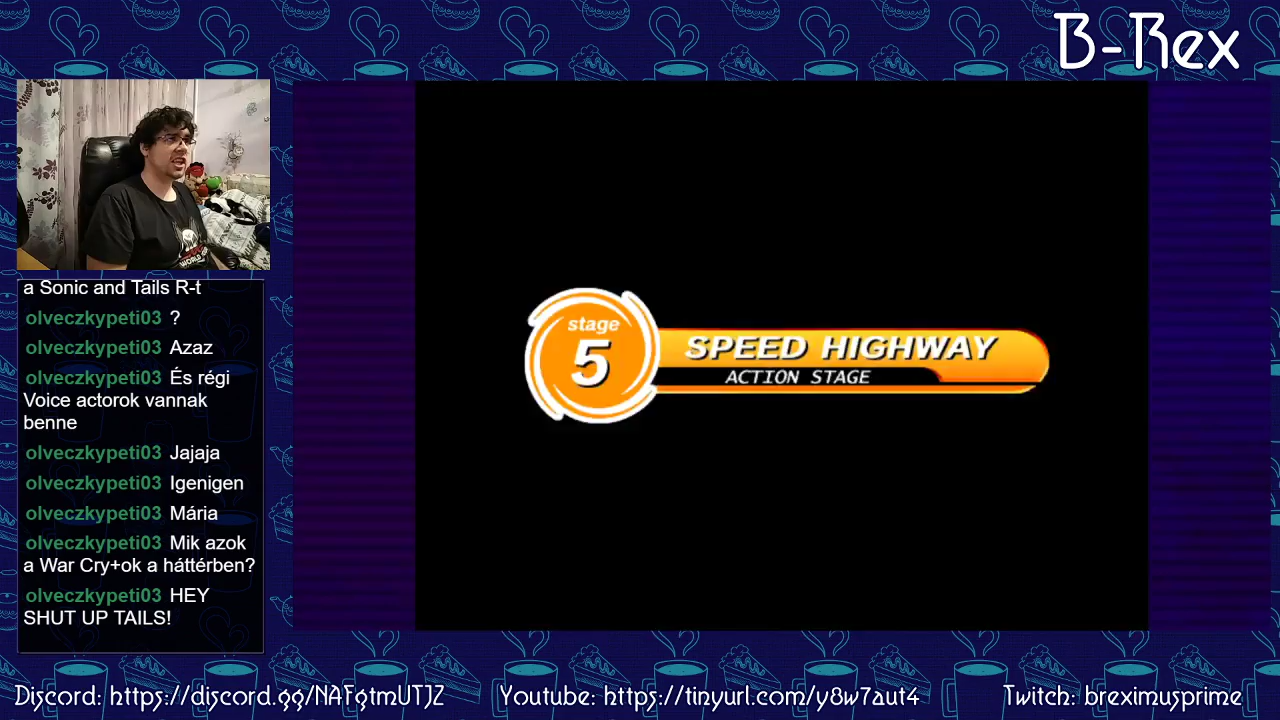 B-Rex
a Sonic and Tails R-t
olveczkypeti03 ?
olveczkypeti03 Azaz
olveczkypeti03 És régi
Voice actorok vannak
benne
olveczkypeti03 Jajaja
olveczkypeti03 Igenigen
olveczkypeti03 Mária
olveczkypeti03 Mik azok
a War Cry+ok a háttérben?
olveczkypeti03 HEY
SHUT UP TAILS!
stage
5
SPEED HIGHWAY
ACTION STAGE
Discord: https://discord.gg/NAFgtmUTJZ
Youtube: https://tinyurl.com/y8w7aut4
Twitch: breximusprime